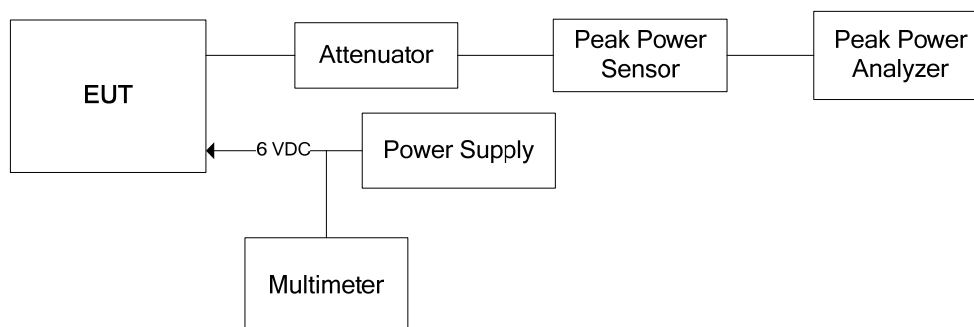 EUT
Attenuator
Peak Power
Sensor
Peak Power
Analyzer
6 VDC
Power Supply
Multimeter